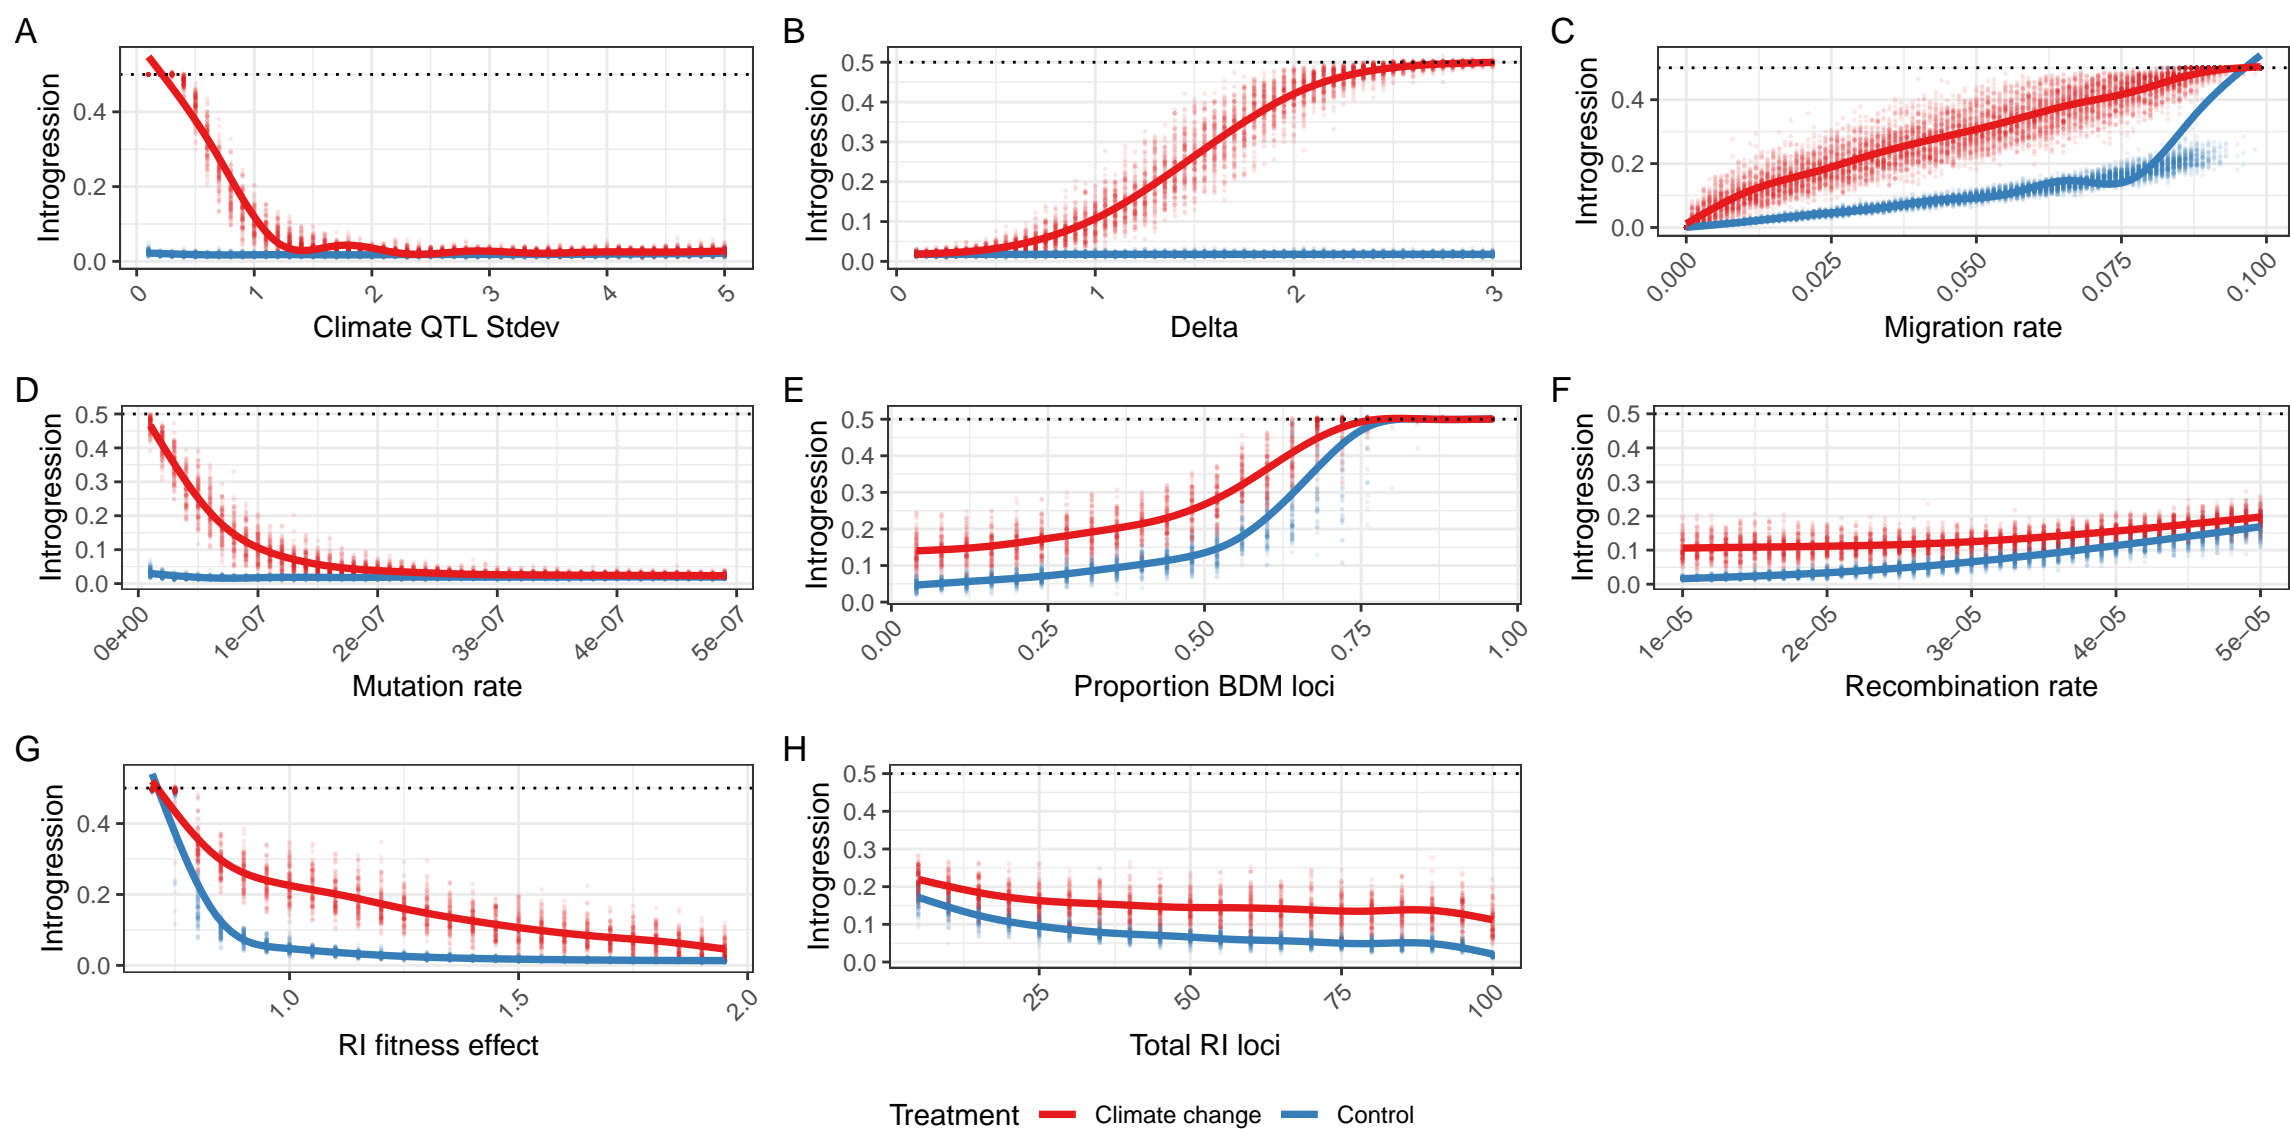 A
Introgression
0.4
0.2
0.0
0
1
2
3
4
5
Climate QTL Stdev
B
Introgression
0.5
0.4
0.3
0.2
0.1
0.0
0
1
2
3
Delta
C
Introgression
0.4
0.2
0.0
0.000
0.025
0.050
0.075
0.100
Migration rate
D
Introgression
0.5
0.4
0.3
0.2
0.1
0.0
0e+00
1e−07
2e−07
3e−07
4e−07
5e−07
Mutation rate
E
Introgression
0.5
0.4
0.3
0.2
0.1
0.0
0.00
0.25
0.50
0.75
1.00
Proportion BDM loci
F
Introgression
0.5
0.4
0.3
0.2
0.1
0.0
1e−05
2e−05
3e−05
4e−05
5e−05
Recombination rate
G
Introgression
0.4
0.2
0.0
1.0
1.5
2.0
RI fitness effect
H
Introgression
0.5
0.4
0.3
0.2
0.1
0.0
25
50
75
100
Total RI loci
Treatment Climate change Control